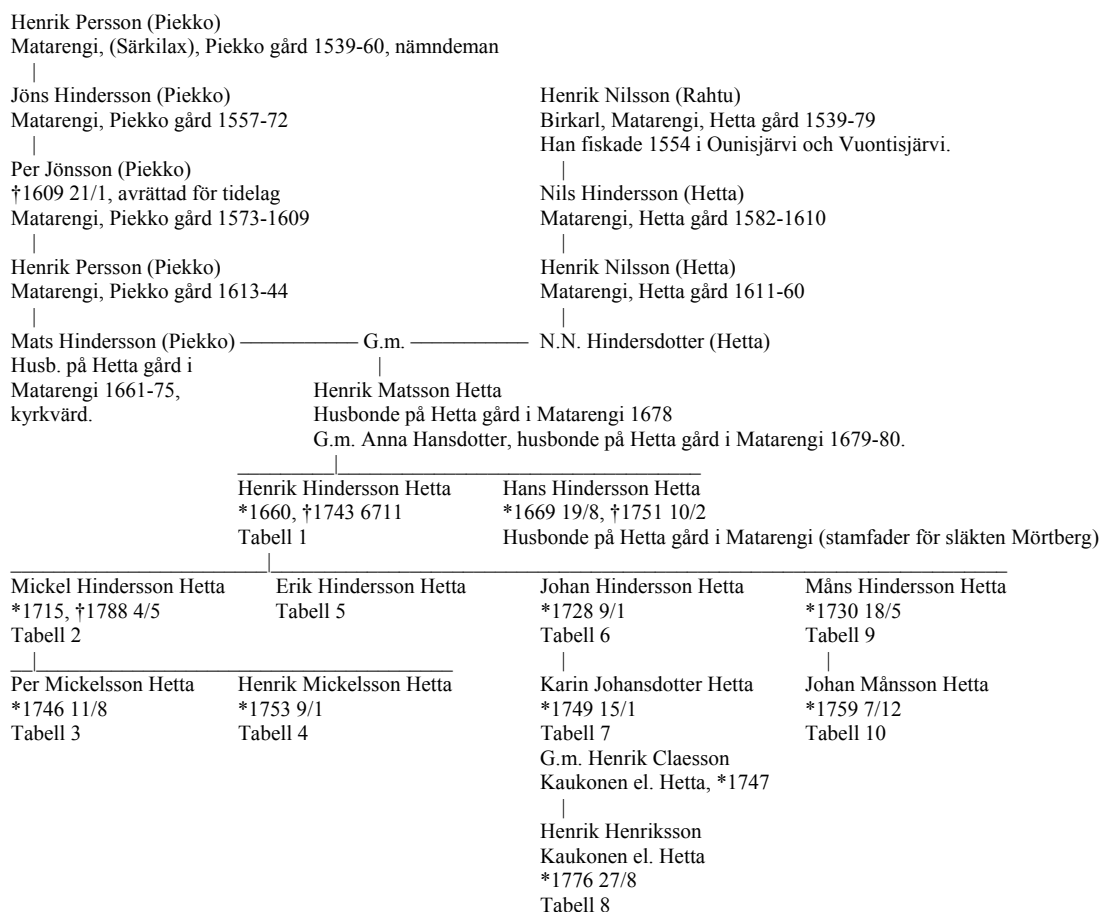 Henrik Persson (Piekko)
Matarengi, (Särkilax), Piekko gård 1539-60, nämndeman
Jöns Hindersson (Piekko) Henrik Nilsson (Rahtu)
Matarengi, Piekko gård 1557-72 Birkarl, Matarengi, Hetta gård 1539-79
Han fiskade 1554 i Ounisjärvi och Vuontisjärvi.
Per Jönsson (Piekko)
†1609 21/1, avrättad för tidelag Nils Hindersson (Hetta)
Matarengi, Piekko gård 1573-1609 Matarengi, Hetta gård 1582-1610
Henrik Persson (Piekko) Henrik Nilsson (Hetta)
Matarengi, Piekko gård 1613-44 Matarengi, Hetta gård 1611-60
Mats Hindersson (Piekko) G.m. N.N. Hindersdotter (Hetta)
Husb. på Hetta gård i
Matarengi 1661-75, Henrik Matsson Hetta
kyrkvärd. Husbonde på Hetta gård i Matarengi 1678
G.m. Anna Hansdotter, husbonde på Hetta gård i Matarengi 1679-80.
Henrik Hindersson Hetta Hans Hindersson Hetta
*1660, †1743 6711 *1669 19/8, †1751 10/2
Tabell 1 Husbonde på Hetta gård i Matarengi (stamfader för släkten Mörtberg)
Mickel Hindersson Hetta Erik Hindersson Hetta Johan Hindersson Hetta Måns Hindersson Hetta
*1715, †1788 4/5 Tabell 5 *1728 9/1 *1730 18/5
Tabell 2 Tabell 6 Tabell 9
Per Mickelsson Hetta Henrik Mickelsson Hetta Karin Johansdotter Hetta Johan Månsson Hetta
*1746 11/8 *1753 9/1 *1749 15/1 *1759 7/12
Tabell 3 Tabell 4 Tabell 7 Tabell 10
G.m. Henrik Claesson
Kaukonen el. Hetta, *1747
Henrik Henriksson
Kaukonen el. Hetta
*1776 27/8
Tabell 8